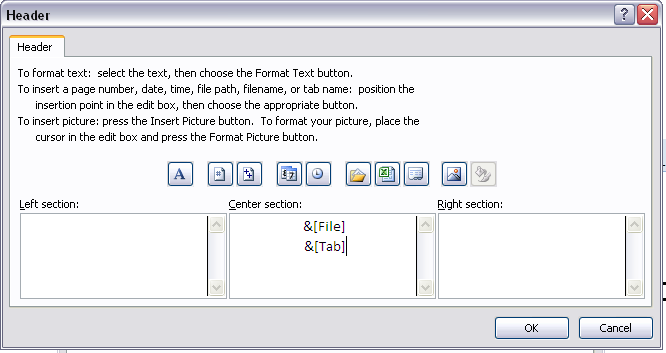 Header
Header
To format text: select the text, then choose the Format Text button.
To insert a page number, date, time, file path, filename, or tab name: position the
insertion point in the edit box, then choose the appropriate button.
To insert picture: press the Insert Picture button. To format your picture, place the
cursor in the edit box and press the Format Picture button.
A
Left section:
Center section:
Right section:
&[File]
&[Tab]
OK
Cancel